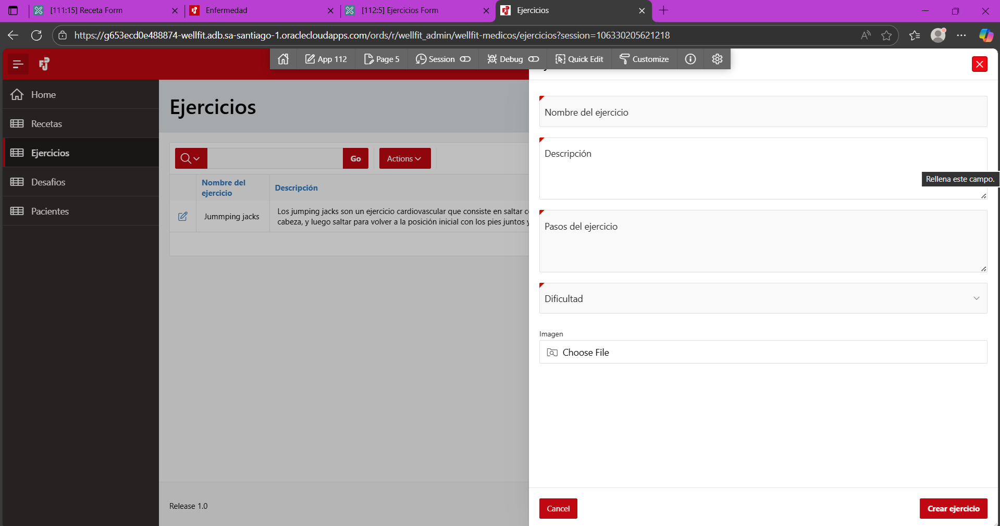 [111:15] Receta Form
Enfermedad
[112:5] Ejercicios Form
Ejercicios
https://g653ecd0e488874-wellfit.adb.sa-santiago-1.oraclecloudapps.com/ords/r/wellfit_admin/wellfit-medicos/ejercicios?session=106330205621218
App 112
Page 5
Session
Debug
Quick Edit
Customize
Home
Recetas
Ejercicios
Desafios
Pacientes
Ejercicios
Go
Actions
Nombre del
ejercicio
Descripción
Jummping jacks
Los jumping jacks son un ejercicio cardiovascular que consiste en saltar
cabeza, y luego saltar para volver a la posición inicial con los pies juntos y
Release 1.0
Nombre del ejercicio
Descripción
Rellena este campo.
Pasos del ejercicio
Dificultad
Imagen
Choose File
Cancel
Crear ejercicio